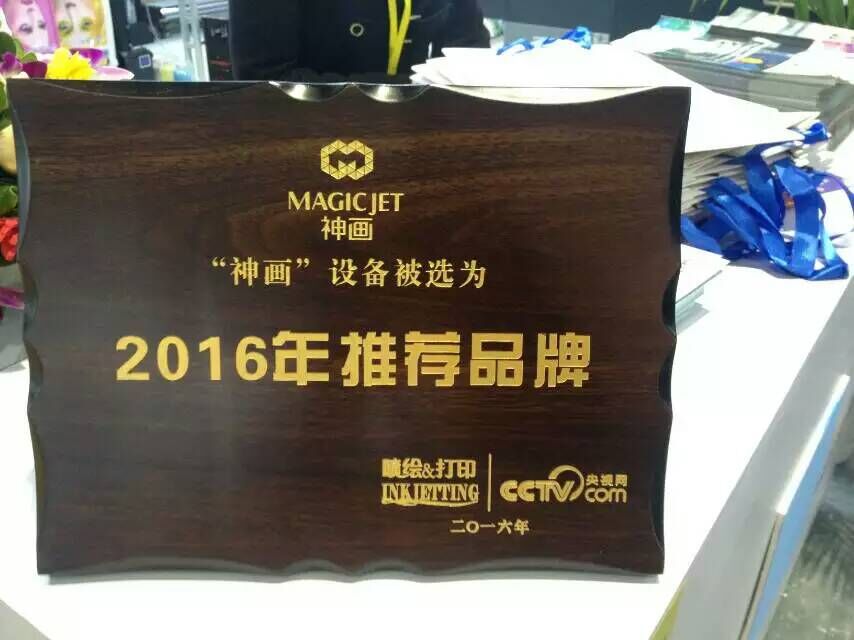 MAGICJET
神画
“神画”设备被选为
2016年推荐品牌
喷绘&打印
INKJETTING
CCTV.com 央视网
二〇一六年